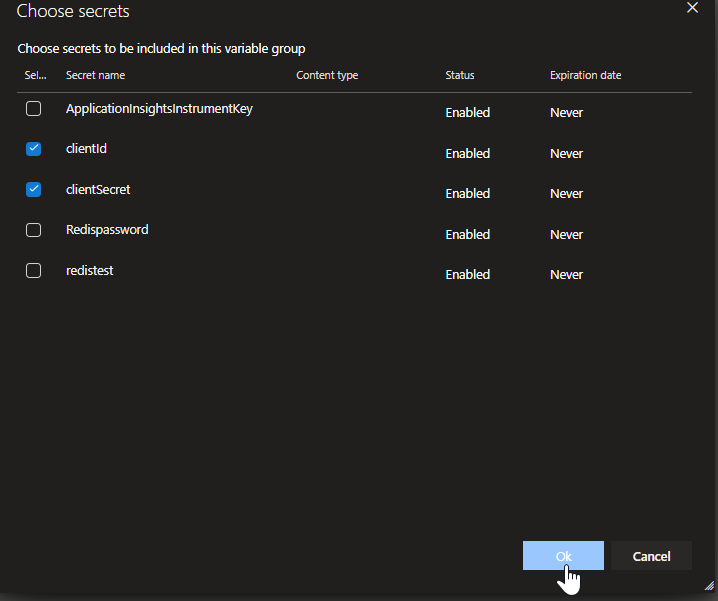 Choose secrets
Choose secrets to be included in this variable group
Sel... Secret name Content type Status Expiration date
ApplicationInsightsInstrumentKey Enabled Never
clientId Enabled Never
clientSecret Enabled Never
Redispassword Enabled Never
redistest Enabled Never
Ok Cancel